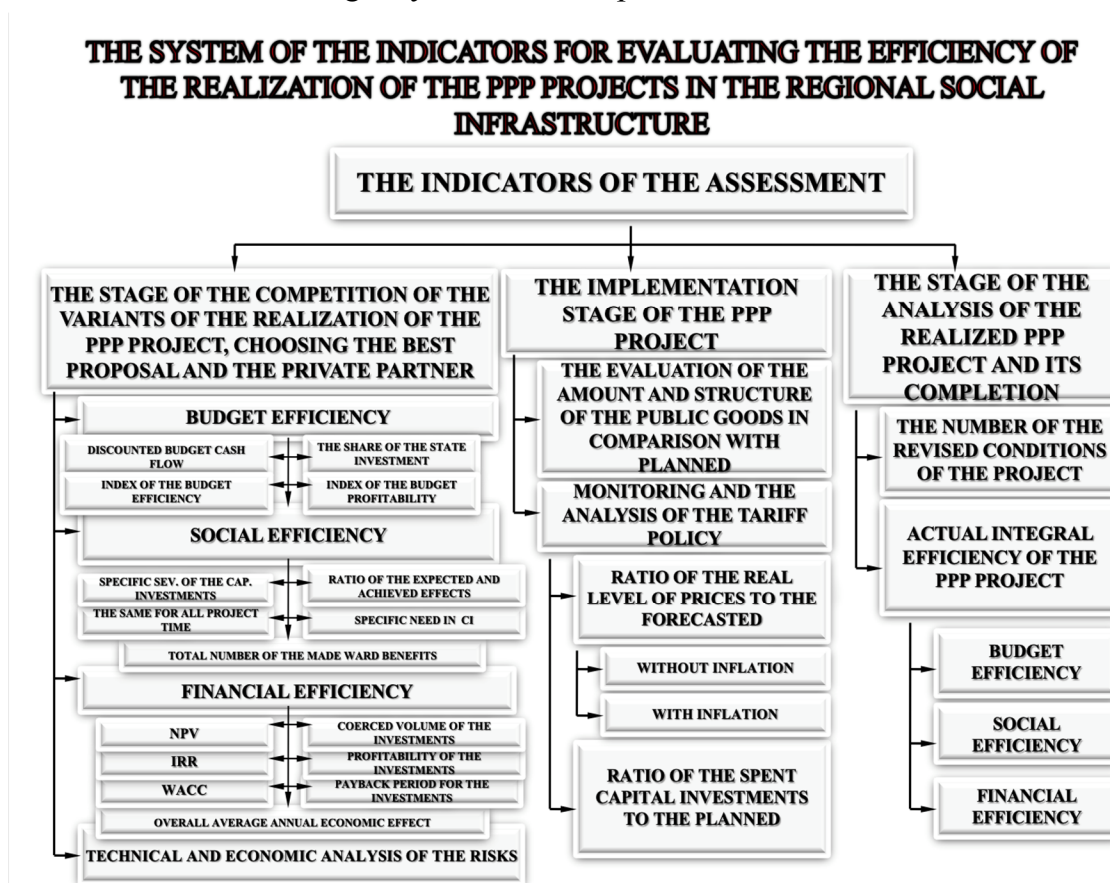 THE SYSTEM OF THE INDICATORS FOR EVALUATING THE EFFICIENCY OF
THE REALIZATION OF THE PPP PROJECTS IN THE REGIONAL SOCIAL
INFRASTRUCTURE
THE INDICATORS OF THE ASSESSMENT
THE STAGE OF THE COMPETITION OF THE
VARIANTS OF THE REALIZATION OF THE
PPP PROJECT, CHOOSING THE BEST
PROPOSAL AND THE PRIVATE PARTNER
BUDGET EFFICIENCY
DISCOUNTED BUDGET CASH
FLOW
THE SHARE OF THE STATE
INVESTMENT
INDEX OF THE BUDGET
EFFICIENCY
INDEX OF THE BUDGET
PROFITABILITY
SOCIAL EFFICIENCY
SPECIFIC SEV. OF THE CAP.
INVESTMENTS
RATIO OF THE EXPECTED AND
ACHIEVED EFFECTS
THE SAME FOR ALL PROJECT
TIME
SPECIFIC NEED IN CI
TOTAL NUMBER OF THE MADE WARD BENEFITS
FINANCIAL EFFICIENCY
NPV
COERCED VOLUME OF THE
INVESTMENTS
IRR
PROFITABILITY OF THE
INVESTMENTS
WACC
PAYBACK PERIOD FOR THE
INVESTMENTS
OVERALL AVERAGE ANNUAL ECONOMIC EFFECT
TECHNICAL AND ECONOMIC ANALYSIS OF THE RISKS
THE IMPLEMENTATION
STAGE OF THE PPP
PROJECT
THE EVALUATION OF THE
AMOUNT AND STRUCTURE
OF THE PUBLIC GOODS IN
COMPARISON WITH
PLANNED
MONITORING AND THE
ANALYSIS OF THE TARIFF
POLICY
RATIO OF THE REAL
LEVEL OF PRICES TO THE
FORECASTED
WITHOUT INFLATION
WITH INFLATION
RATIO OF THE SPENT
CAPITAL INVESTMENTS
TO THE PLANNED
THE STAGE OF THE
ANALYSIS OF THE
REALIZED PPP
PROJECT AND ITS
COMPLETION
THE NUMBER OF THE
REVISED CONDITIONS
OF THE PROJECT
ACTUAL INTEGRAL
EFFICIENCY OF THE
PPP PROJECT
BUDGET
EFFICIENCY
SOCIAL
EFFICIENCY
FINANCIAL
EFFICIENCY